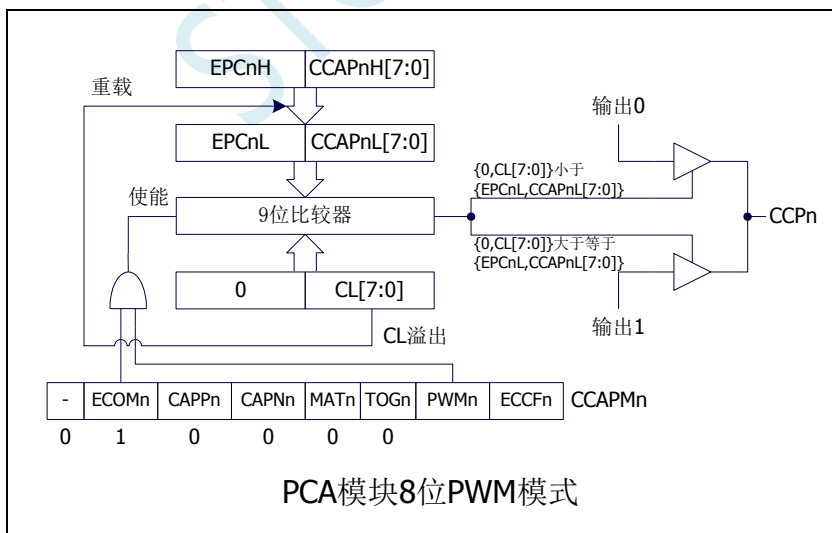 EPCnH CCAPnH[7:0]
重载
EPCnL CCAPnL[7:0]
输出0
{0,CL[7:0]}小于
{EPCnL,CCAPnL[7:0]}
使能
9位比较器
CCPn
{0,CL[7:0]}大于等于
{EPCnL,CCAPnL[7:0]}
0 CL[7:0]
输出1
CL溢出
- ECOMn CAPPn CAPNn MATn TOGn PWMn ECCFn CCAPMn
0 1 0 0 0 0
PCA模块8位PWM模式